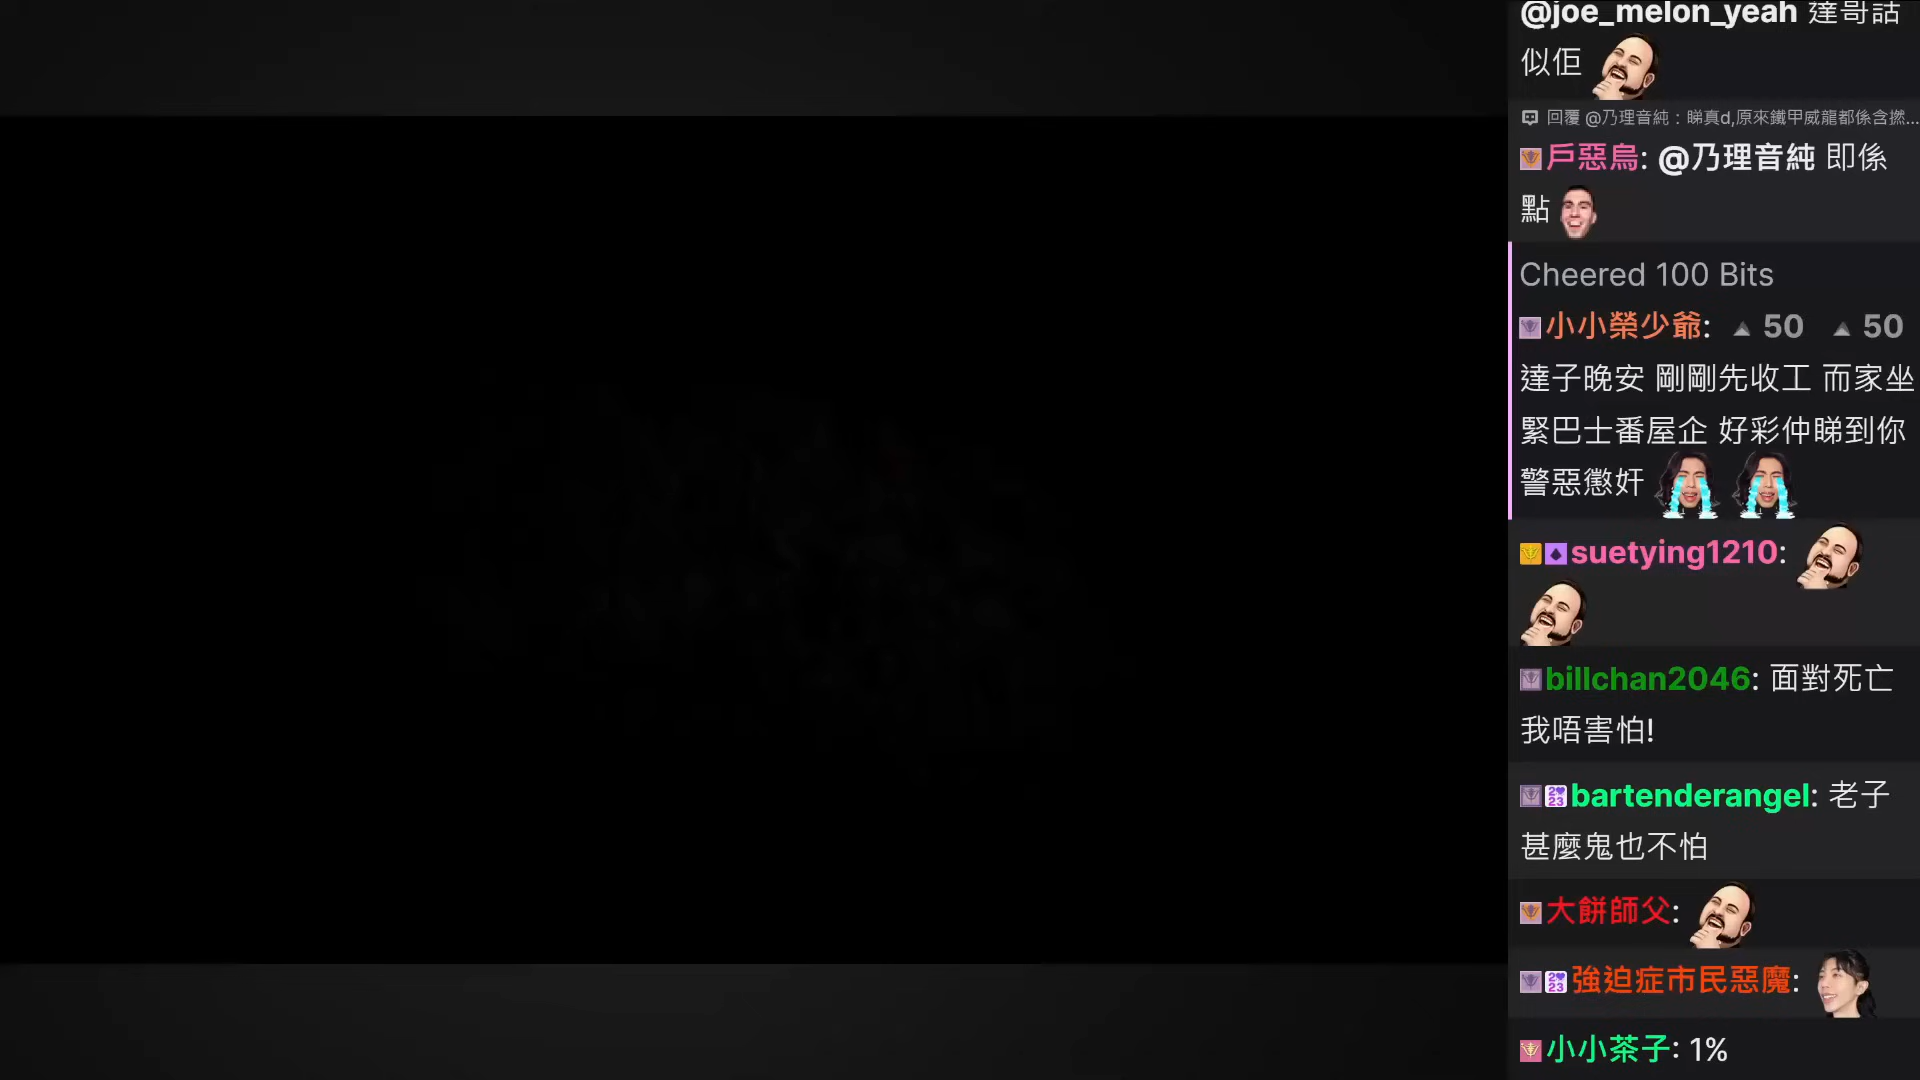 @joe_melon_yeah 達哥話
似佢
回覆 @乃理音純：睇真d,原來鐵甲威龍都係含撚...
戶惡鳥: @乃理音純 即係
點
Cheered 100 Bits
小小榮少爺: 50 50
達子晚安 剛剛先收工 而家坐
緊巴士番屋企 好彩仲睇到你
警惡懲奸
suetying1210:
billchan2046: 面對死亡
我唔害怕!
bartenderangel: 老子
甚麼鬼也不怕
大餅師父:
強迫症市民惡魔:
小小茶子: 1%